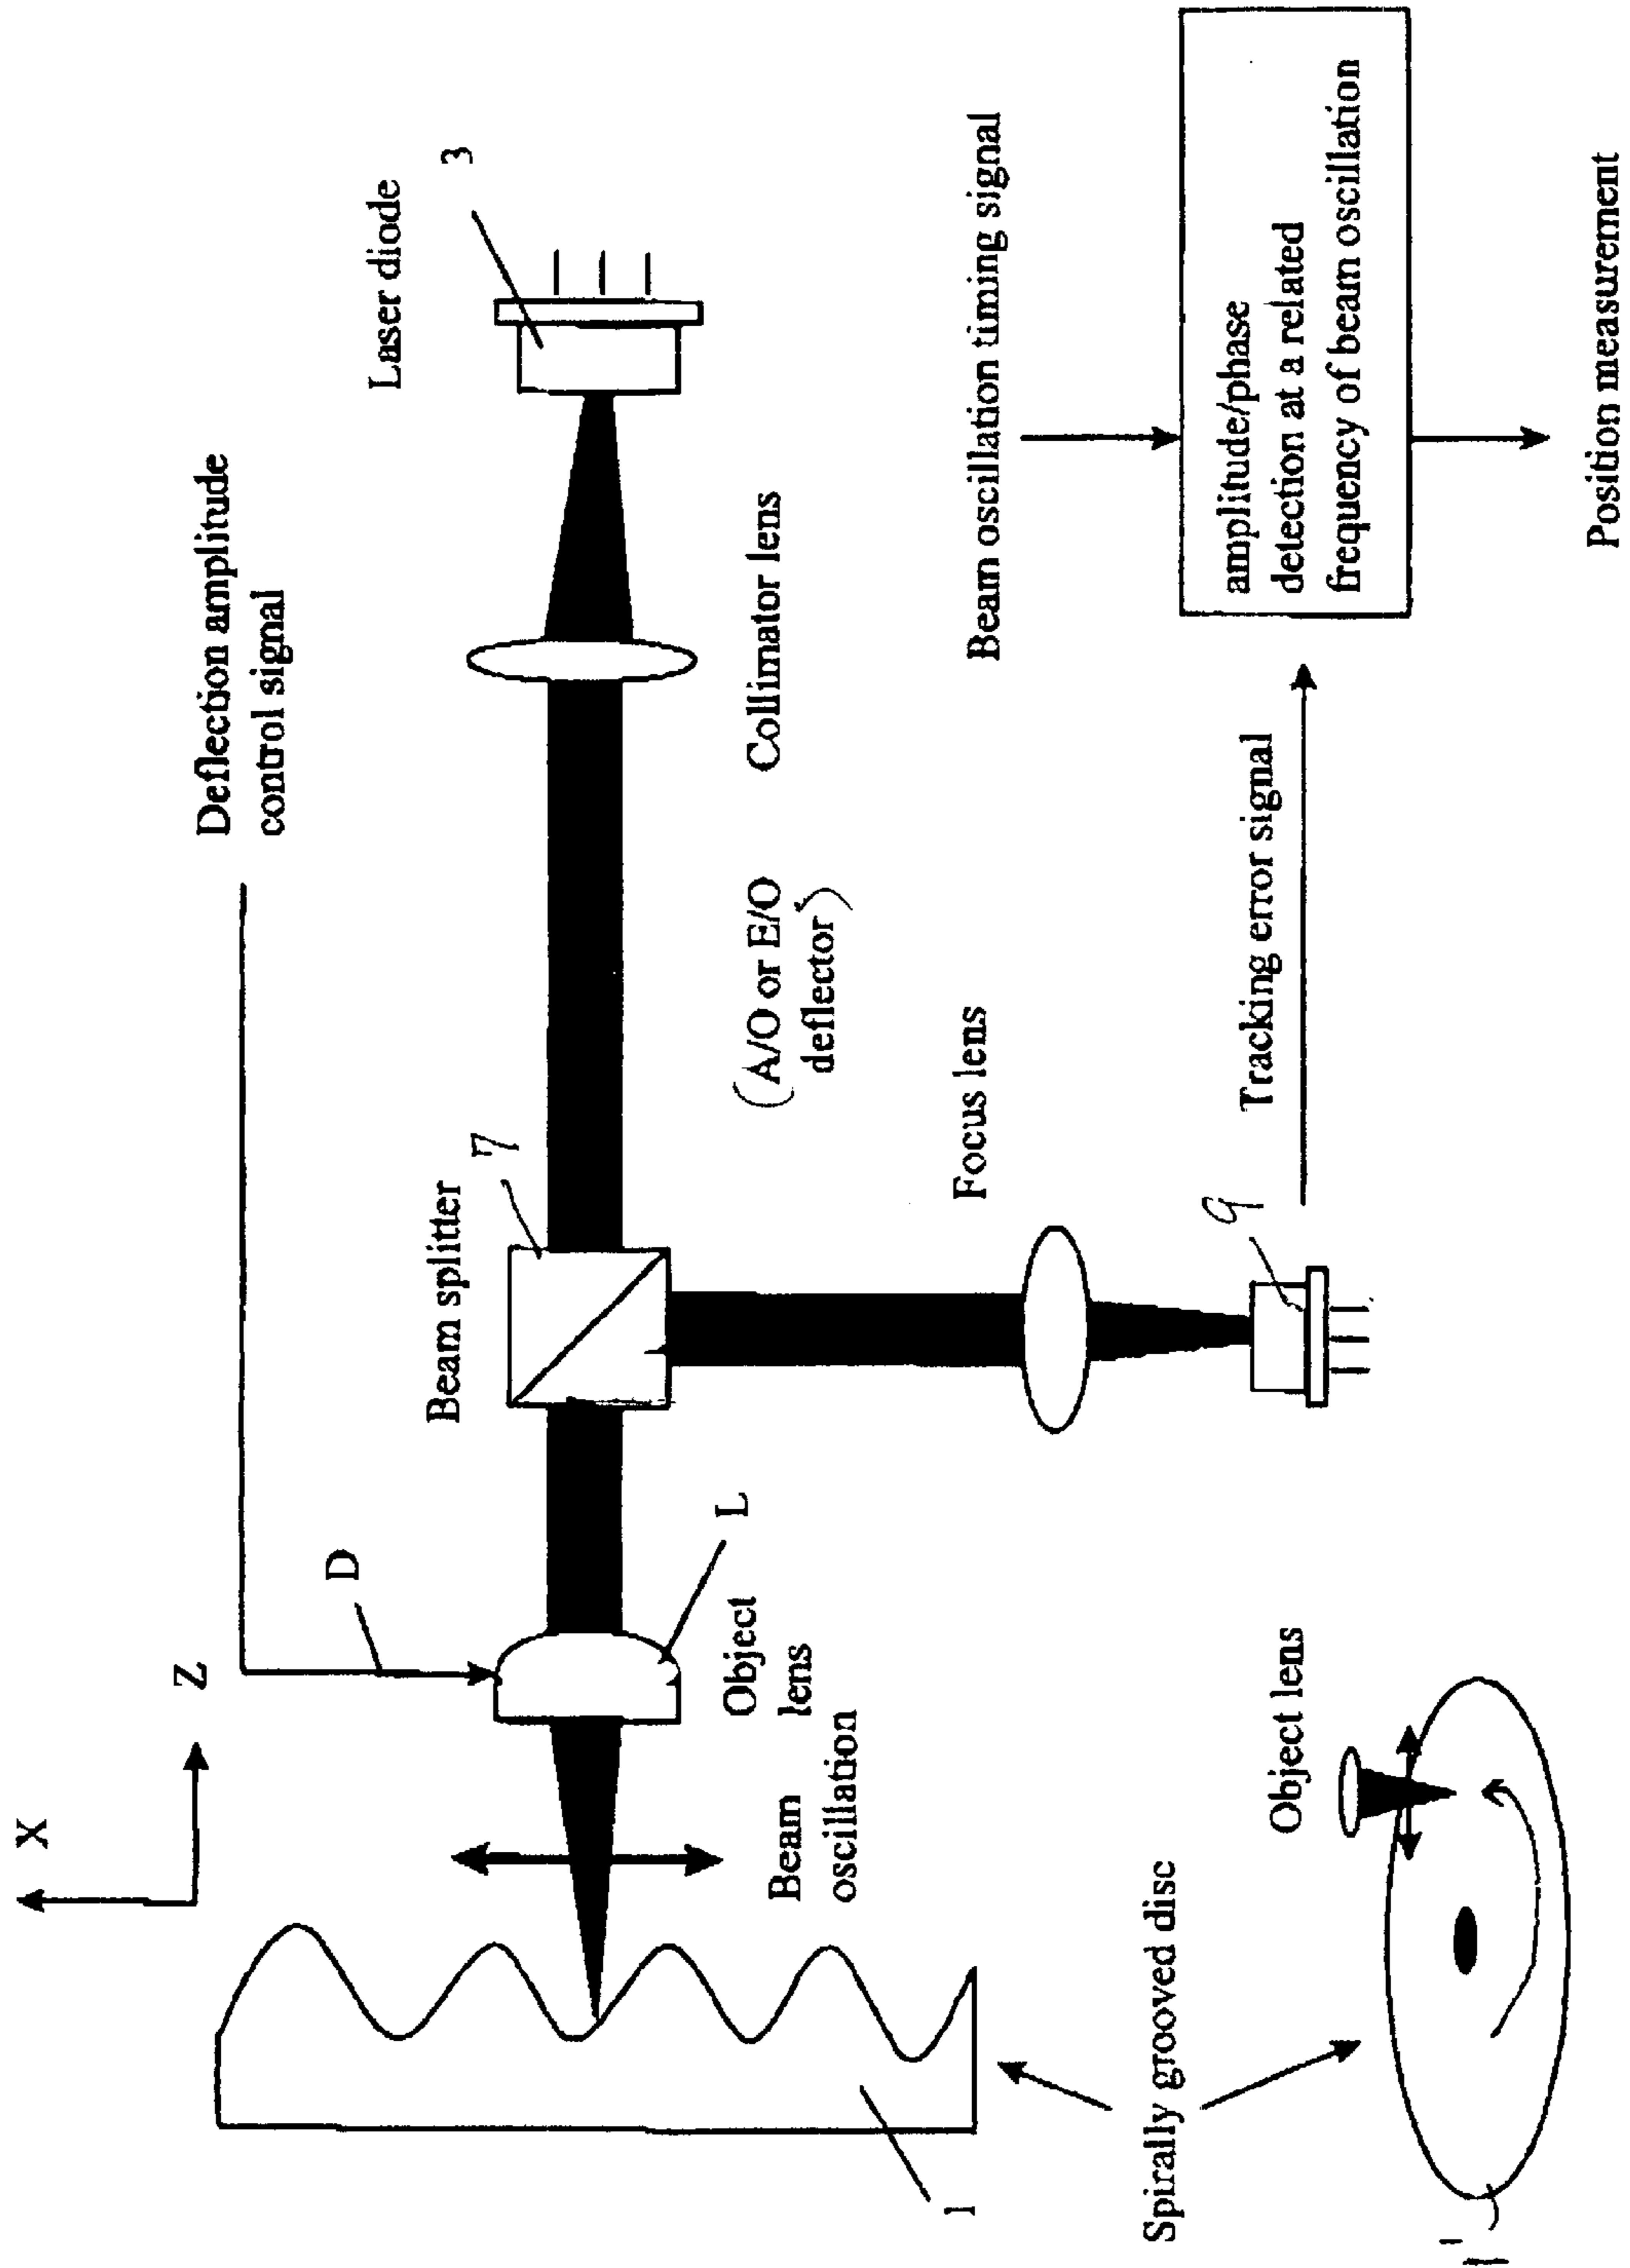 X
Z
D
Deflection amplitude
control signal
Laser diode
3
Beam splitter
7
L
Object
lens
Beam
oscillation
(A/O or E/O
deflector)
Collimator lens
Focus lens
Beam oscillation timing signal
9
Tracking error signal
amplitude/phase
detection at a related
frequency of beam oscillation
Position measurement
1
Spirally grooved disc
Object lens
1'